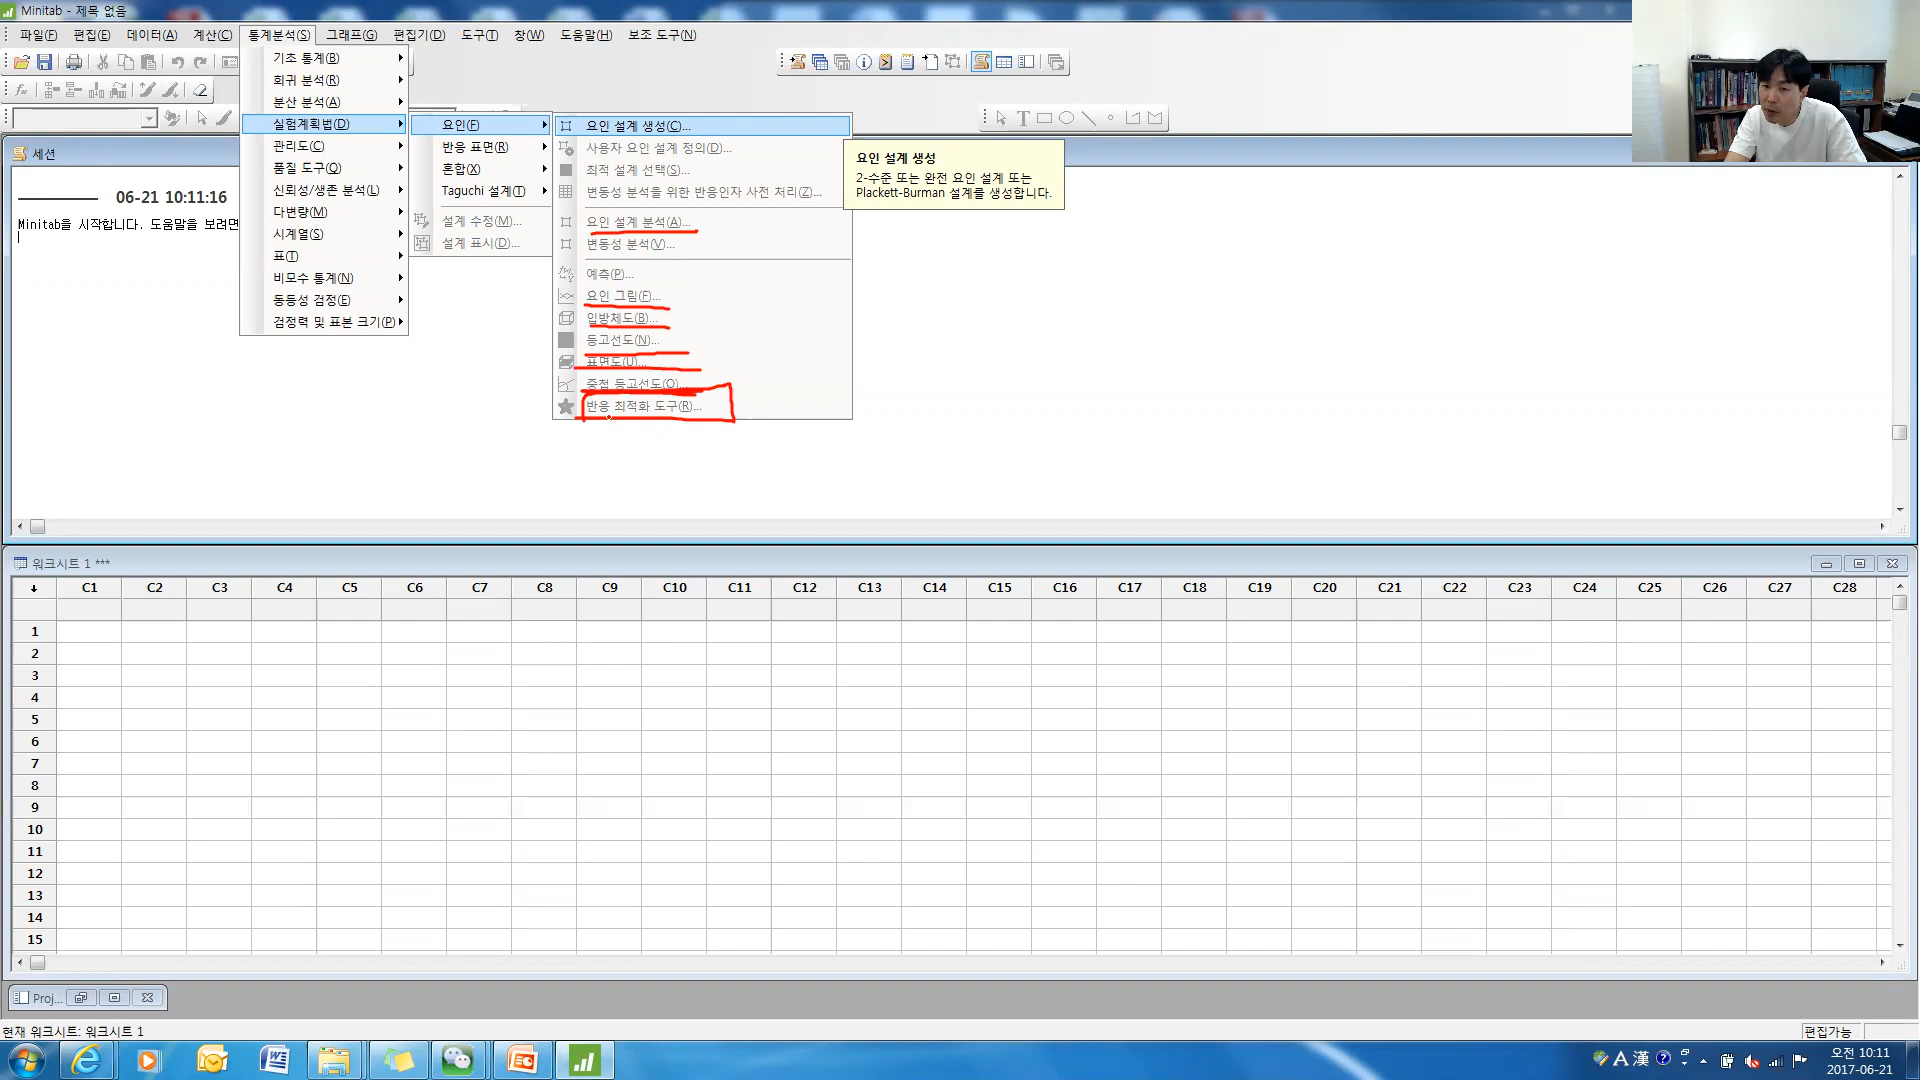 Minitab - 제목 없음
파일(F) 편집(E) 데이터(A) 계산(C) 통계분석(S) 그래프(G) 편집기(D) 도구(T) 창(W) 도움말(H) 보조 도구(N)
기초 통계(B)
회귀 분석(R)
분산 분석(A)
실험계획법(D)
관리도(C)
품질 도구(Q)
신뢰성/생존 분석(L)
다변량(M)
시계열(S)
표(T)
비모수 통계(N)
동등성 검정(E)
검정력 및 표본 크기(P)
요인(F)
반응 표면(R)
혼합(X)
Taguchi 설계(T)
설계 수정(M)...
설계 표시(D)...
요인 설계 생성(C)...
사용자 요인 설계 정의(D)...
최적 설계 선택(S)...
변동성 분석을 위한 반응인자 사전 처리(Z)...
요인 설계 분석(A)...
변동성 분석(V)...
예측(P)...
요인 그림(F)...
입방체도(B)...
등고선도(N)...
표면도(U)...
중첩 등고선도(O)...
반응 최적화 도구(R)...
요인 설계 생성
2-수준 또는 완전 요인 설계 또는
Plackett-Burman 설계를 생성합니다.
세션
06-21 10:11:16
Minitab을 시작합니다. 도움말을 보려면
워크시트 1 ***
C1 C2 C3 C4 C5 C6 C7 C8 C9 C10 C11 C12 C13 C14 C15 C16 C17 C18 C19 C20 C21 C22 C23 C24 C25 C26 C27 C28
1
2
3
4
5
6
7
8
9
10
11
12
13
14
15
Proj...
현재 워크시트: 워크시트 1
편집가능
A 漢
오전 10:11
2017-06-21